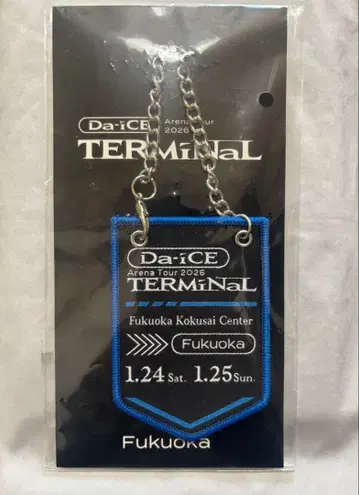 Da-iCE Arena Tour 2026
TERMiNaL
Da-iCE
Arena Tour 2026
TERMiNaL
Fukuoka Kokusai Center
Fukuoka
1.24 Sat. 1.25 Sun.
Fukuoka